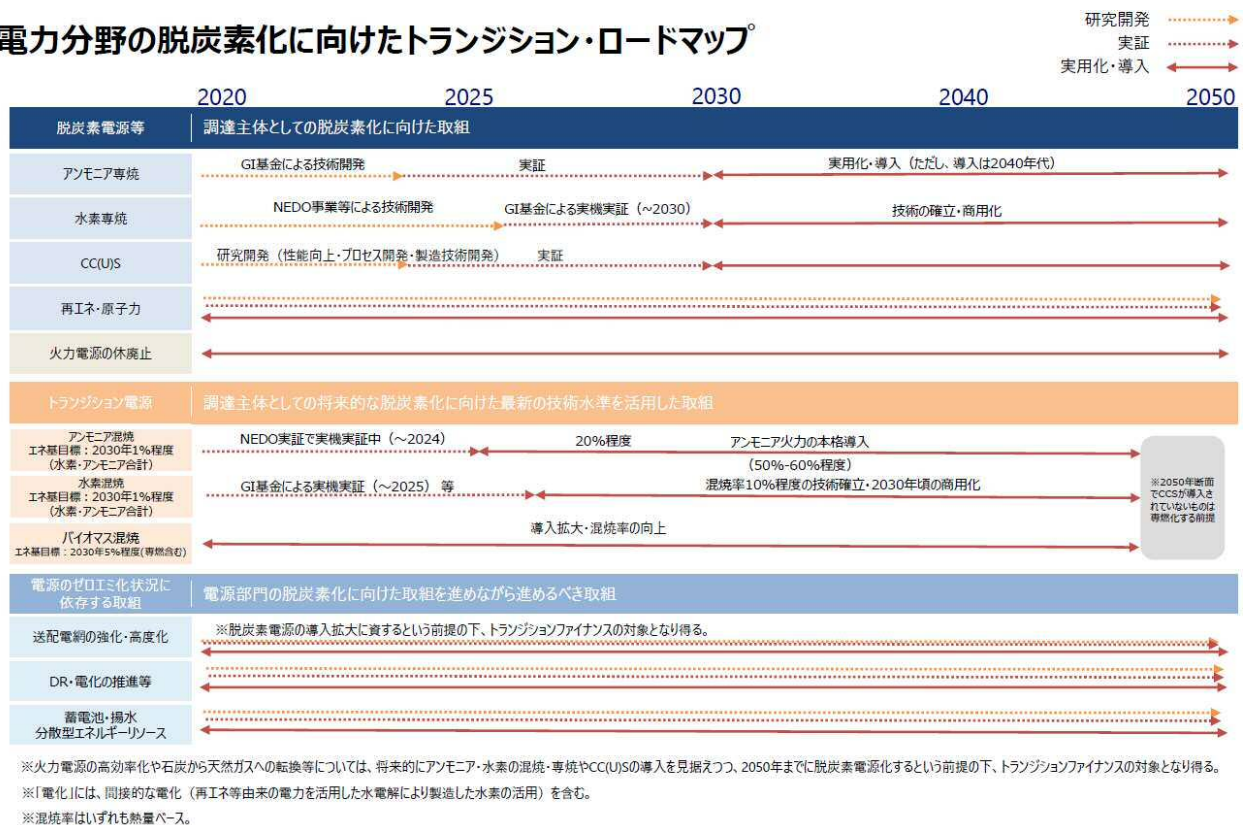 電力分野の脱炭素化に向けたトランジション・ロードマップ
研究開発
実証
実用化・導入
2020 2025 2030 2040 2050
脱炭素電源等 調達主体としての脱炭素化に向けた取組
アンモニア専焼 GI基金による技術開発 実証 実用化・導入（ただし、導入は2040年代）
水素専焼 NEDO事業等による技術開発 GI基金による実機実証（~2030） 技術の確立・商用化
CC(U)S 研究開発（性能向上・プロセス開発・製造技術開発） 実証
再エネ・原子力
火力電源の休廃止
トランジション電源 調達主体としての将来的な脱炭素化に向けた最新の技術水準を活用した取組
アンモニア混焼
エネ基目標：2030年1%程度
（水素・アンモニア合計）
NEDO実証で実機実証中（～2024） 20%程度 アンモニア火力の本格導入
（50%-60%程度）
水素混焼
エネ基目標：2030年1%程度
（水素・アンモニア合計）
GI基金による実機実証（～2025）等 混焼率10%程度の技術確立・2030年頃の商用化
バイオマス混焼
エネ基目標：2030年5%程度(専燃含む)
導入拡大・混焼率の向上
※2050年断面
でCCSが導入さ
れていないものは
専燃化する前提
電源のゼロエミ化状況に
依存する取組
電源部門の脱炭素化に向けた取組を進めながら進めるべき取組
送配電網の強化・高度化 ※脱炭素電源の導入拡大に資するという前提の下、トランジションファイナンスの対象となり得る。
DR・電化の推進等
蓄電池・揚水
分散型エネルギーリソース
※火力電源の高効率化や石炭から天然ガスへの転換等については、将来的にアンモニア・水素の混焼・専焼やCC(U)Sの導入を見据えつつ、2050年までに脱炭素電源化するという前提の下、トランジションファイナンスの対象となり得る。
※「電化」には、間接的な電化（再エネ等由来の電力を活用した水電解により製造した水素の活用）を含む。
※混焼率はいずれも熱量ベース。